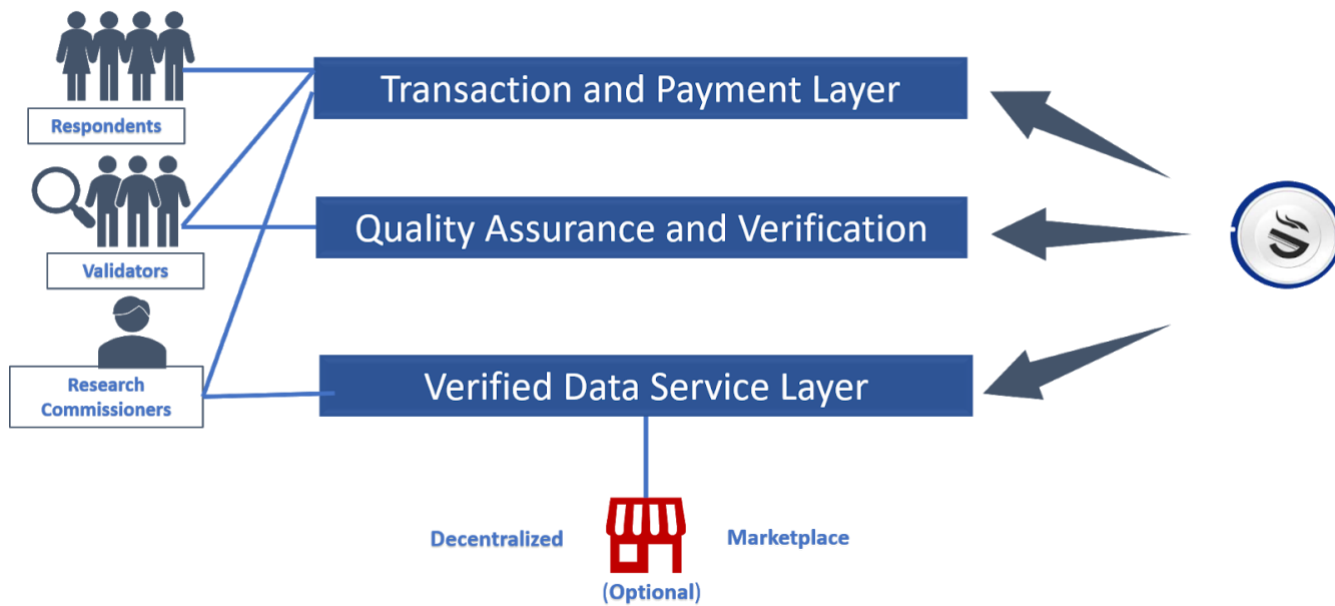 Transaction and Payment Layer
Respondents
Quality Assurance and Verification
Validators
Research
Commissioners
Verified Data Service Layer
Decentralized
Marketplace
(Optional)